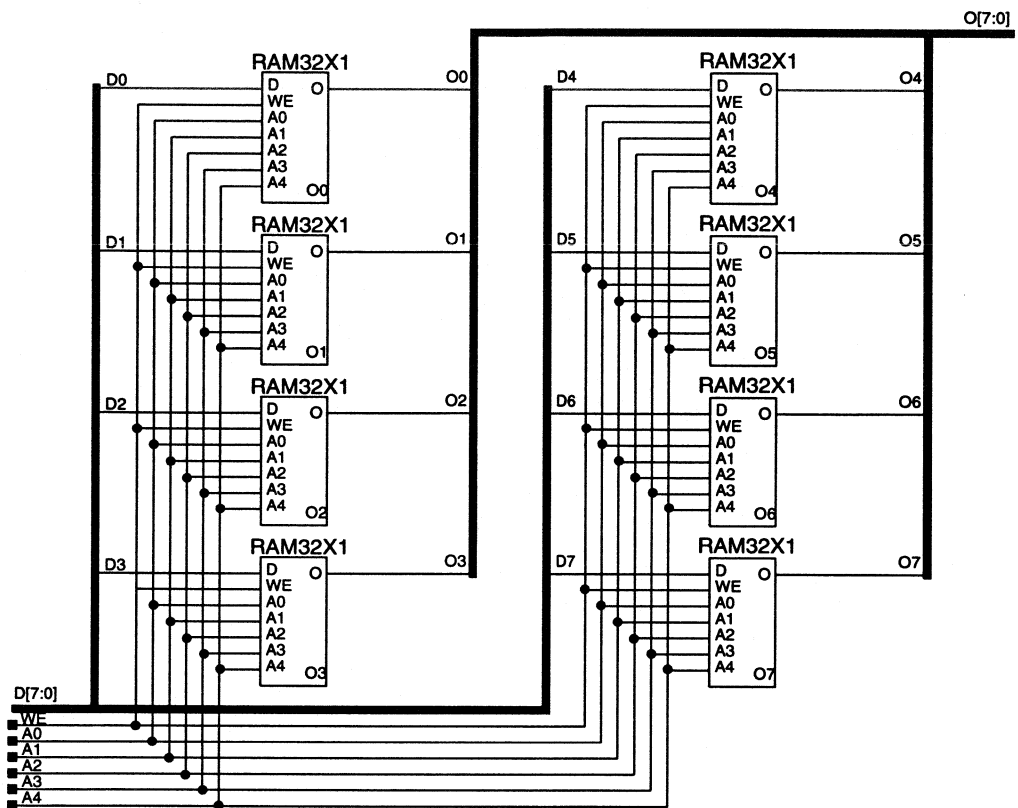 O[7:0]
RAM32X1
D0
D
O
O0
WE
A0
A1
A2
A3
A4
O0
RAM32X1
D4
D
O
O4
WE
A0
A1
A2
A3
A4
O4
RAM32X1
D1
D
O
O1
WE
A0
A1
A2
A3
A4
O1
RAM32X1
D5
D
O
O5
WE
A0
A1
A2
A3
A4
O5
RAM32X1
D2
D
O
O2
WE
A0
A1
A2
A3
A4
O2
RAM32X1
D6
D
O
O6
WE
A0
A1
A2
A3
A4
O6
RAM32X1
D3
D
O
O3
WE
A0
A1
A2
A3
A4
O3
RAM32X1
D7
D
O
O7
WE
A0
A1
A2
A3
A4
O7
D[7:0]
WE
A0
A1
A2
A3
A4